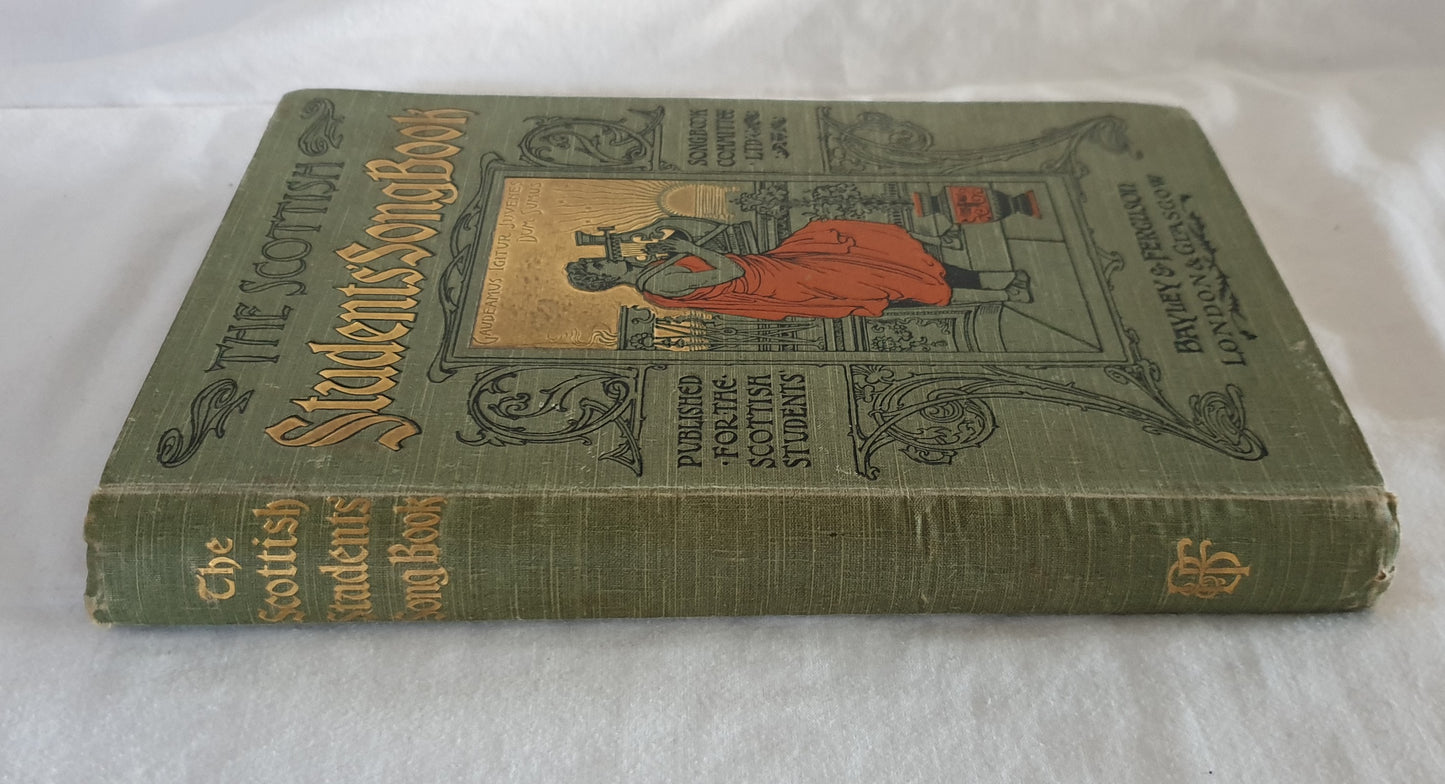 THE SCOTTISH
Students' Song Book
GAUDEAMUS IGITUR JUVENES
DUM SUMUS
PUBLISHED
·FOR·THE·
SCOTTISH
STUDENTS'
SONGBOOK
COMMITTEE
·LTD·
BAYLEY & FERGUSON
LONDON & GLASGOW
The
Scottish
Students'
Song Book